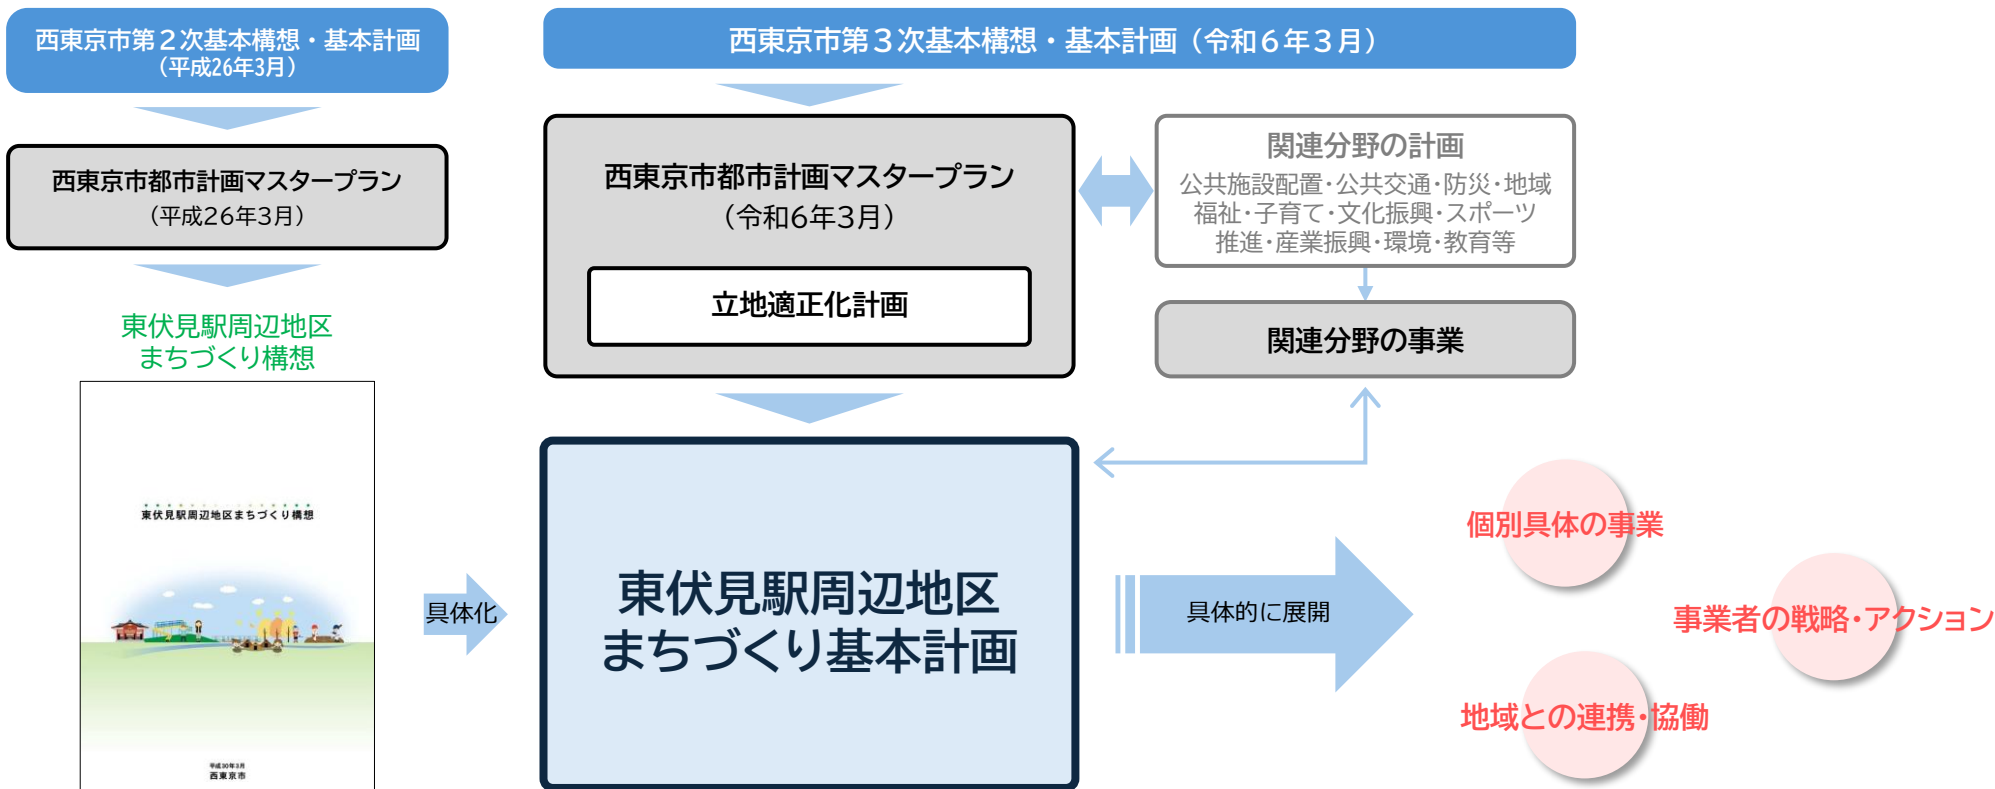 西東京市第２次基本構想・基本計画
（平成26年3月）
西東京市都市計画マスタープラン
（平成26年3月）
東伏見駅周辺地区
まちづくり構想
東伏見駅周辺地区まちづくり構想
平成30年3月
西東京市
具体化
西東京市第３次基本構想・基本計画（令和６年３月）
西東京市都市計画マスタープラン
（令和6年3月）
立地適正化計画
関連分野の計画
公共施設配置・公共交通・防災・地域
福祉・子育て・文化振興・スポーツ
推進・産業振興・環境・教育等
関連分野の事業
東伏見駅周辺地区
まちづくり基本計画
具体的に展開
個別具体の事業
事業者の戦略・アクション
地域との連携・協働